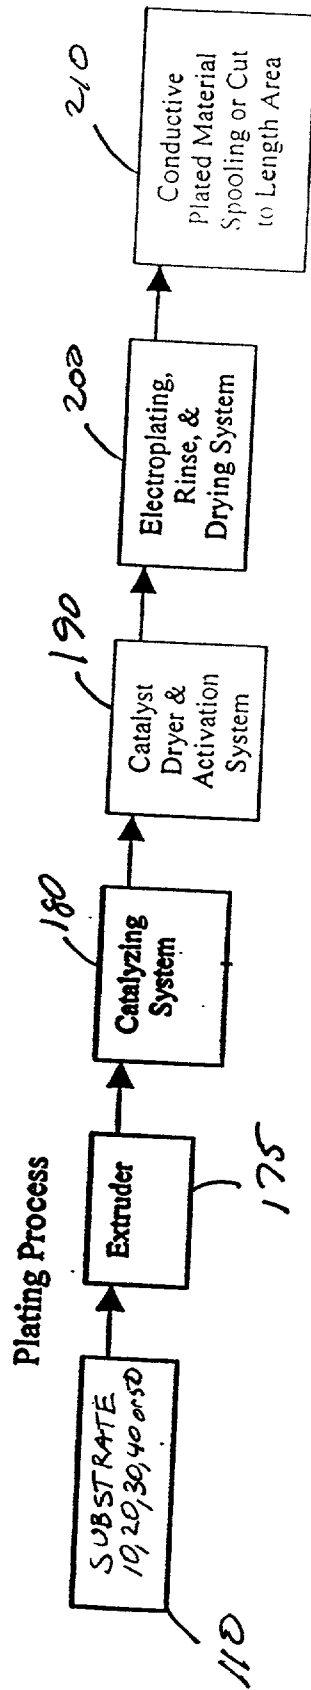 Plating Process
SUBSTRATE
10, 20, 30, 40 or 50
110
Extruder
175
Catalyzing
System
180
Catalyst
Dryer &
Activation
System
190
Electroplating,
Rinse, &
Drying System
200
Conductive
Plated Material
Spooling or Cut
to Length Area
210